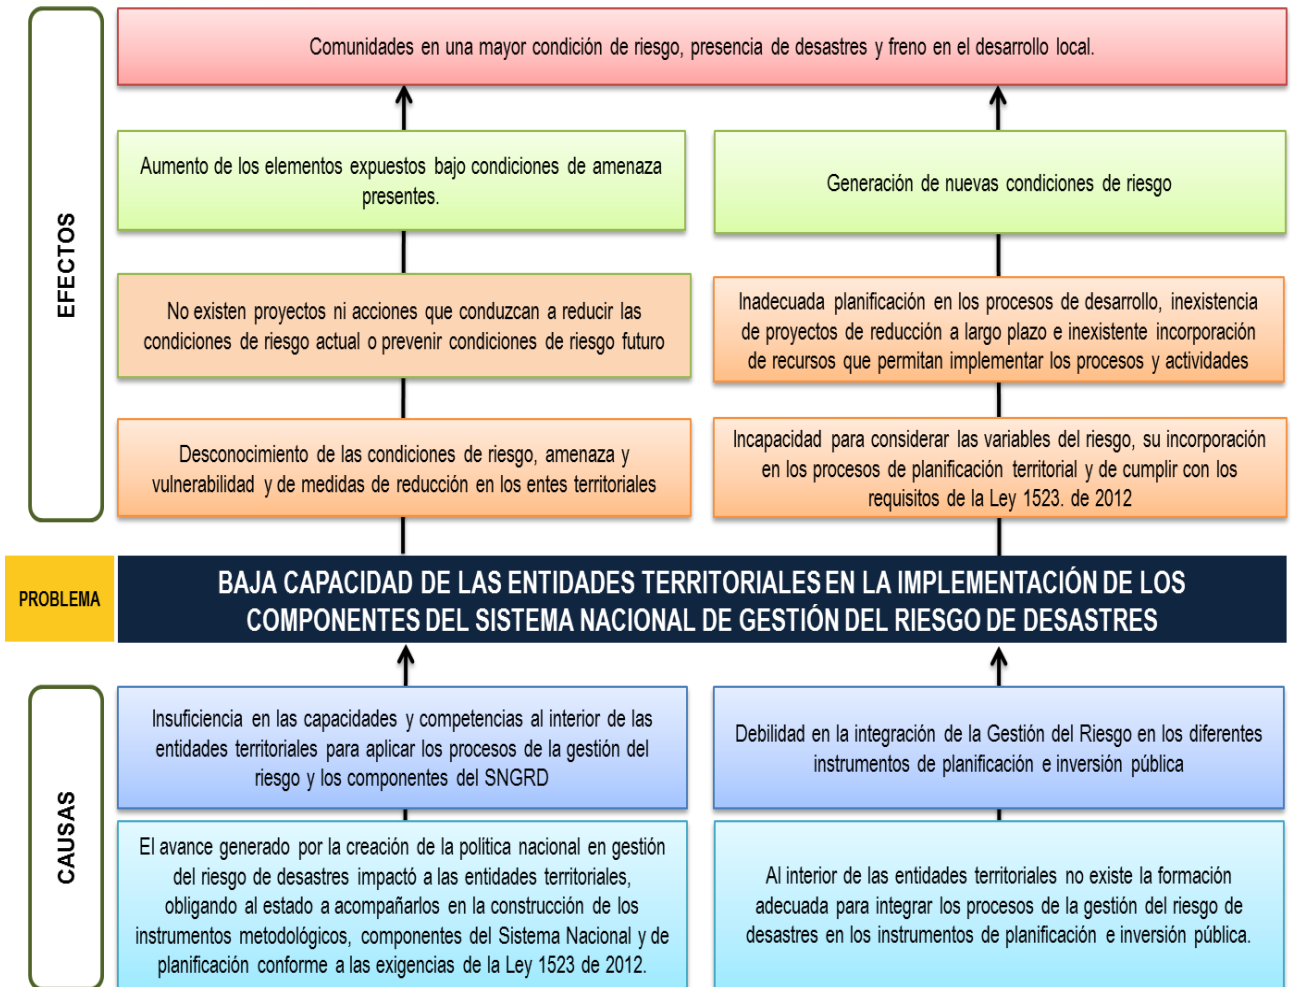 Comunidades en una mayor condición de riesgo, presencia de desastres y freno en el desarrollo local.
EFECTOS
Aumento de los elementos expuestos bajo condiciones de amenaza
presentes.
Generación de nuevas condiciones de riesgo
No existen proyectos ni acciones que conduzcan a reducir las
condiciones de riesgo actual o prevenir condiciones de riesgo futuro
Inadecuada planificación en los procesos de desarrollo, inexistencia
de proyectos de reducción a largo plazo e inexistente incorporación
de recursos que permitan implementar los procesos y actividades
Desconocimiento de las condiciones de riesgo, amenaza y
vulnerabilidad y de medidas de reducción en los entes territoriales
Incapacidad para considerar las variables del riesgo, su incorporación
en los procesos de planificación territorial y de cumplir con los
requisitos de la Ley 1523. de 2012
PROBLEMA
BAJA CAPACIDAD DE LAS ENTIDADES TERRITORIALES EN LA IMPLEMENTACIÓN DE LOS
COMPONENTES DEL SISTEMA NACIONAL DE GESTIÓN DEL RIESGO DE DESASTRES
CAUSAS
Insuficiencia en las capacidades y competencias al interior de las
entidades territoriales para aplicar los procesos de la gestión del
riesgo y los componentes del SNGRD
Debilidad en la integración de la Gestión del Riesgo en los diferentes
instrumentos de planificación e inversión pública
El avance generado por la creación de la política nacional en gestión
del riesgo de desastres impactó a las entidades territoriales,
obligando al estado a acompañarlos en la construcción de los
instrumentos metodológicos, componentes del Sistema Nacional y de
planificación conforme a las exigencias de la Ley 1523 de 2012.
Al interior de las entidades territoriales no existe la formación
adecuada para integrar los procesos de la gestión del riesgo de
desastres en los instrumentos de planificación e inversión pública.